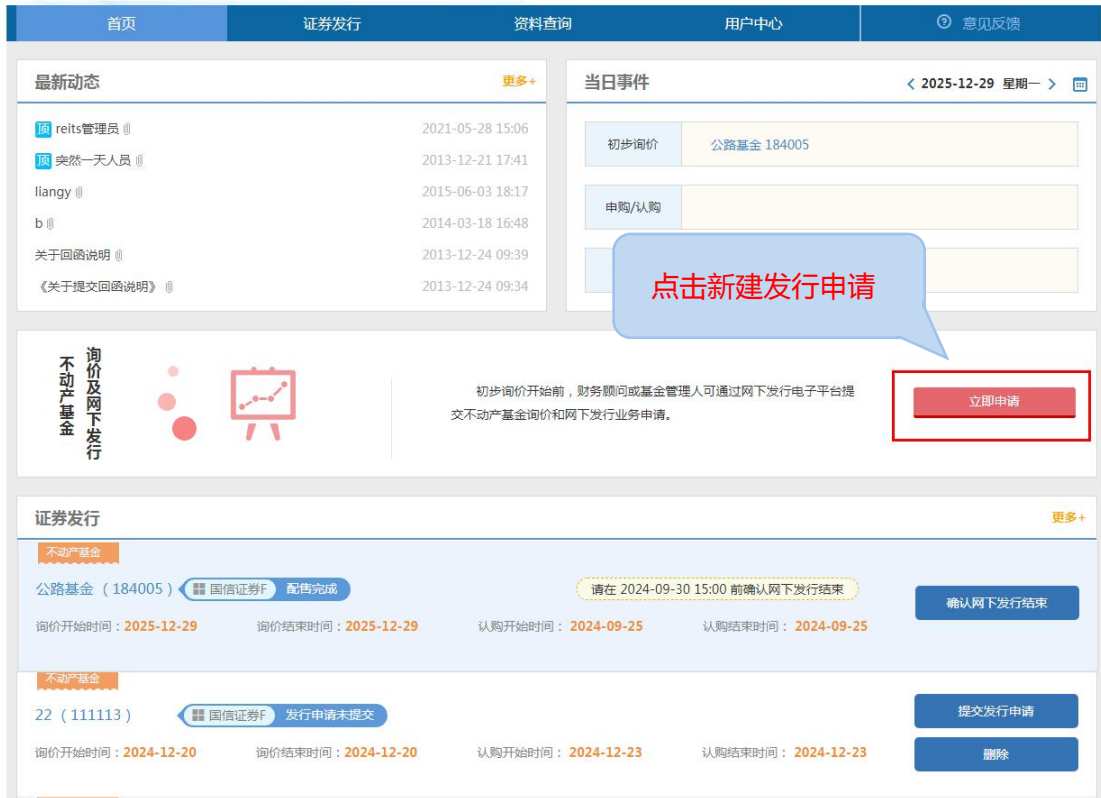 首页 证券发行 资料查询 用户中心 意见反馈
最新动态 更多+
顶 reits管理员 2021-05-28 15:06
顶 突然一天人员 2013-12-21 17:41
liangy 2015-06-03 18:17
b 2014-03-18 16:48
关于回函说明 2013-12-24 09:39
《关于提交回函说明》 2013-12-24 09:34
当日事件 2025-12-29 星期一
初步询价 公路基金 184005
申购/认购
点击新建发行申请
不动产基金
询价及网下发行
初步询价开始前，财务顾问或基金管理人可通过网下发行电子平台提
交不动产基金询价和网下发行业务申请。
立即申请
证券发行 更多+
不动产基金
公路基金（184005） 国信证券F 配售完成 请在 2024-09-30 15:00 前确认网下发行结束
确认网下发行结束
询价开始时间：2025-12-29 询价结束时间：2025-12-29 认购开始时间：2024-09-25 认购结束时间：2024-09-25
不动产基金
22（111113） 国信证券F 发行申请未提交 提交发行申请
询价开始时间：2024-12-20 询价结束时间：2024-12-20 认购开始时间：2024-12-23 认购结束时间：2024-12-23 删除